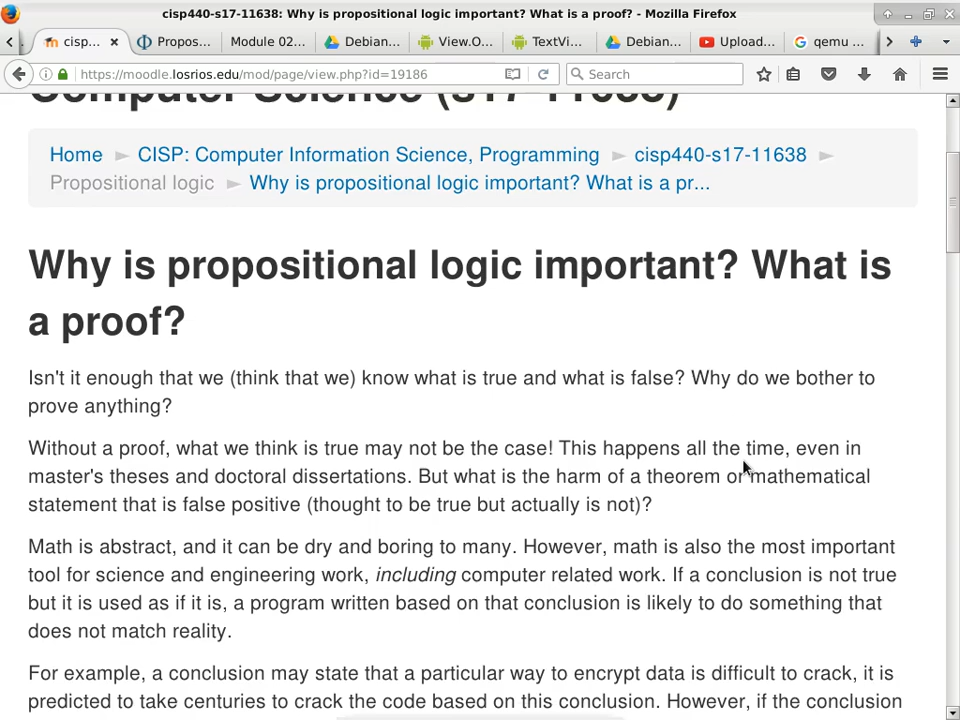 cisp440-s17-11638: Why is propositional logic important? What is a proof? - Mozilla Firefox
cisp... Propos... Module 02... Debian... View.O... TextVi... Debian... Upload... qemu ...
https://moodle.losrios.edu/mod/page/view.php?id=19186 Search
Computer Science (s17-11638)
Home ► CISP: Computer Information Science, Programming ► cisp440-s17-11638 ►
Propositional logic ► Why is propositional logic important? What is a pr...
Why is propositional logic important? What is
a proof?
Isn't it enough that we (think that we) know what is true and what is false? Why do we bother to
prove anything?
Without a proof, what we think is true may not be the case! This happens all the time, even in
master's theses and doctoral dissertations. But what is the harm of a theorem or mathematical
statement that is false positive (thought to be true but actually is not)?
Math is abstract, and it can be dry and boring to many. However, math is also the most important
tool for science and engineering work, including computer related work. If a conclusion is not true
but it is used as if it is, a program written based on that conclusion is likely to do something that
does not match reality.
For example, a conclusion may state that a particular way to encrypt data is difficult to crack, it is
predicted to take centuries to crack the code based on this conclusion. However, if the conclusion